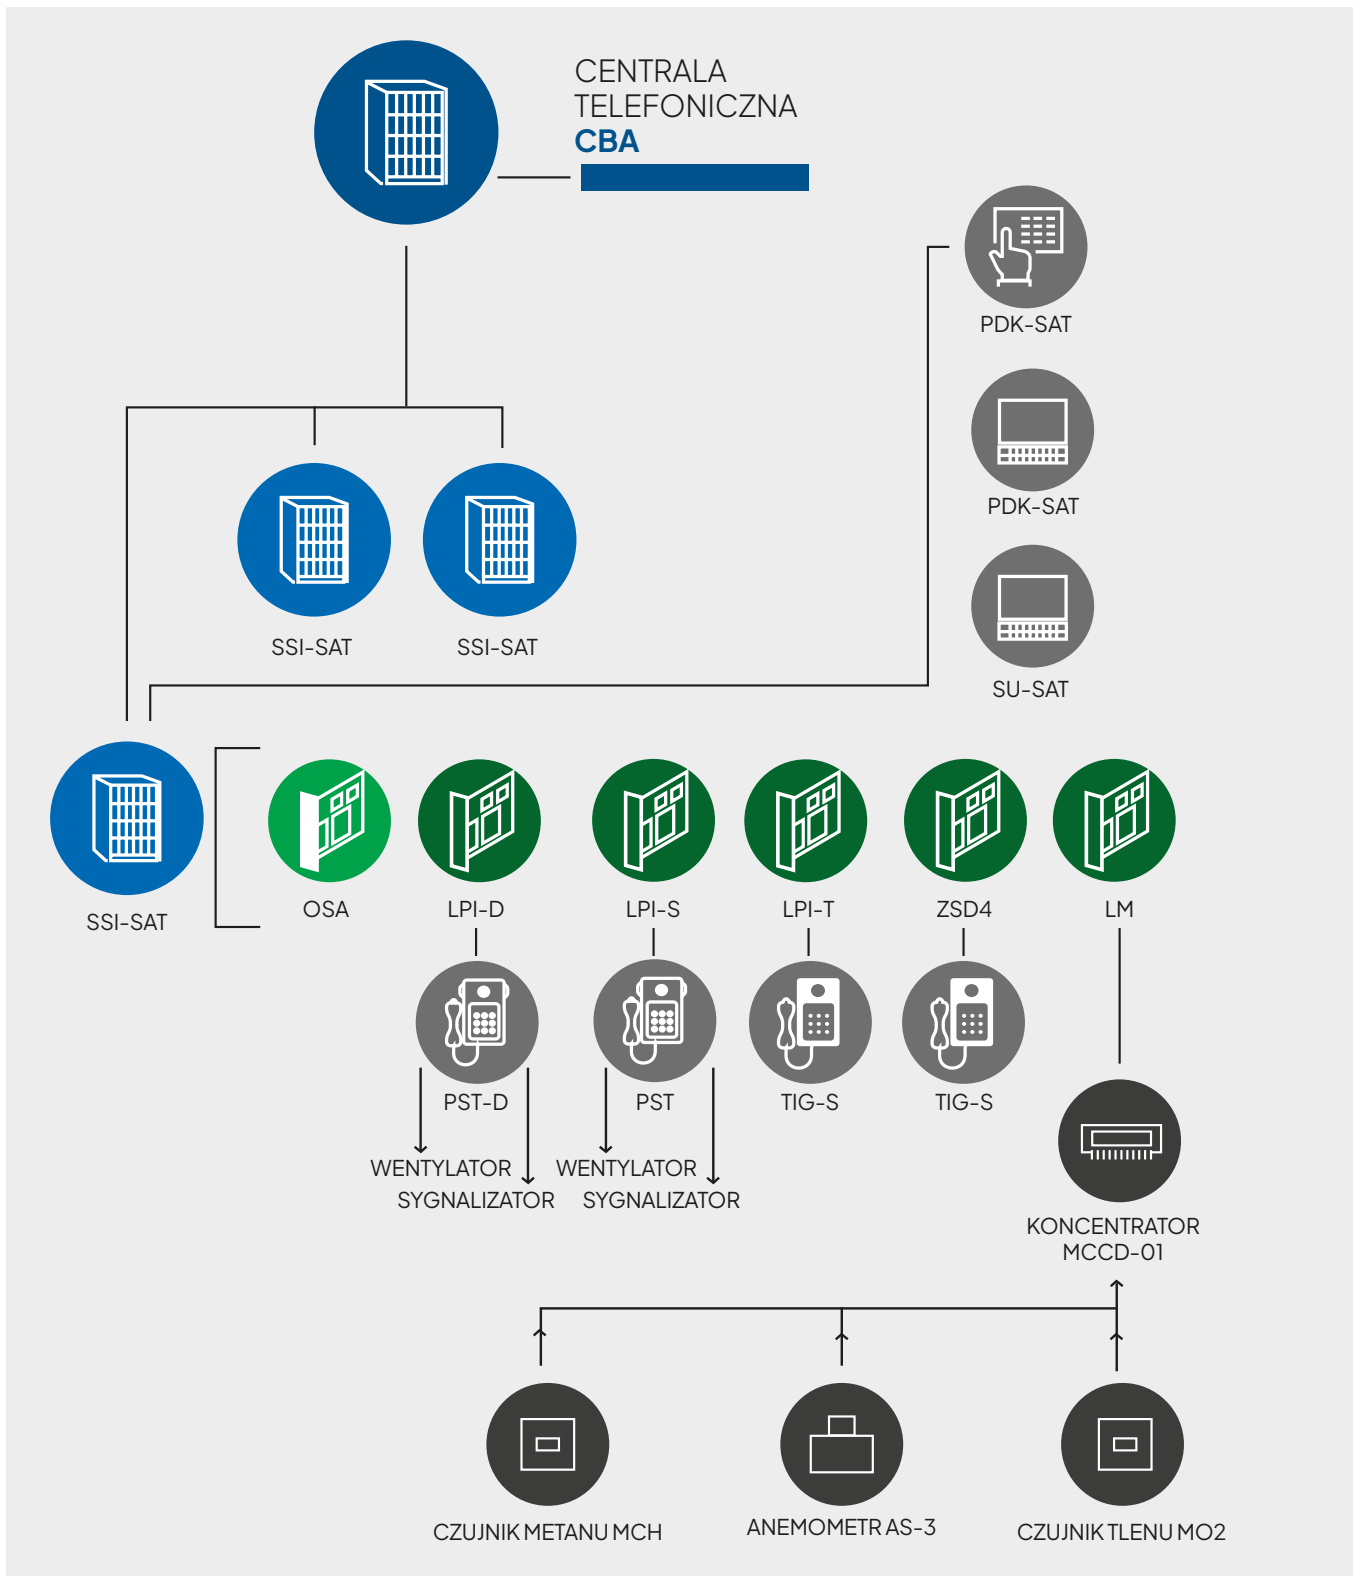 CENTRALA
TELEFONICZNA
CBA
PDK-SAT
PDK-SAT
SSI-SAT
SSI-SAT
SU-SAT
SSI-SAT
OSA
LPI-D
LPI-S
LPI-T
ZSD4
LM
PST-D
PST
TIG-S
TIG-S
WENTYLATOR
SYGNALIZATOR
WENTYLATOR
SYGNALIZATOR
KONCENTRATOR
MCCD-01
CZUJNIK METANU MCH
ANEMOMETR AS-3
CZUJNIK TLENU MO2